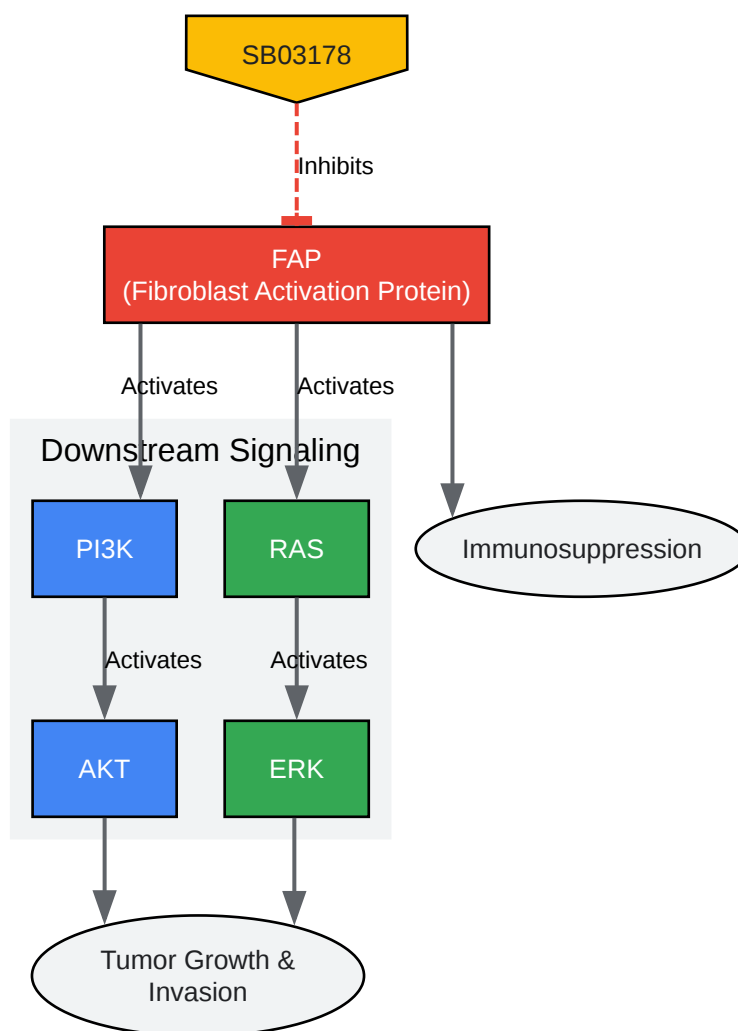 SB03178
Inhibits
FAP
(Fibroblast Activation Protein)
Activates
Activates
Downstream Signaling
PI3K
RAS
Immunosuppression
Activates
Activates
AKT
ERK
Tumor Growth &
Invasion